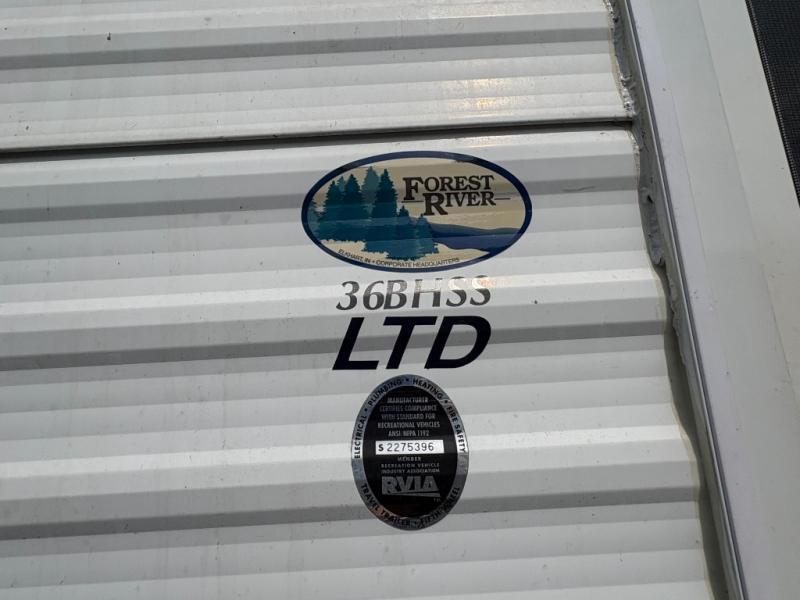 FOREST
RIVER
ELKHART, IN • CORPORATE HEADQUARTERS
36BHSS
LTD
ELECTRICAL • PLUMBING • HEATING • FIRE SAFETY
MANUFACTURER
CERTIFIES COMPLIANCE
WITH STANDARD FOR
RECREATIONAL VEHICLES
ANSI/NFPA 1192
S 2275396
MEMBER
RECREATION VEHICLE
INDUSTRY ASSOCIATION
RVIA
TM
TRAVEL TRAILER • FIFTH WHEEL